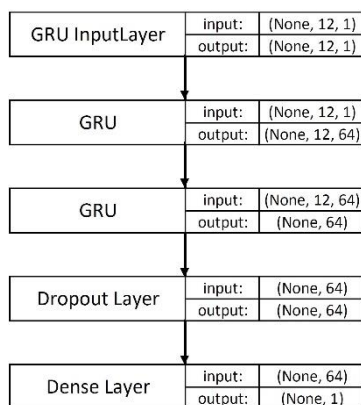 GRU InputLayer
input: (None, 12, 1)
output: (None, 12, 1)
GRU
input: (None, 12, 1)
output: (None, 12, 64)
GRU
input: (None, 12, 64)
output: (None, 64)
Dropout Layer
input: (None, 64)
output: (None, 64)
Dense Layer
input: (None, 64)
output: (None, 1)